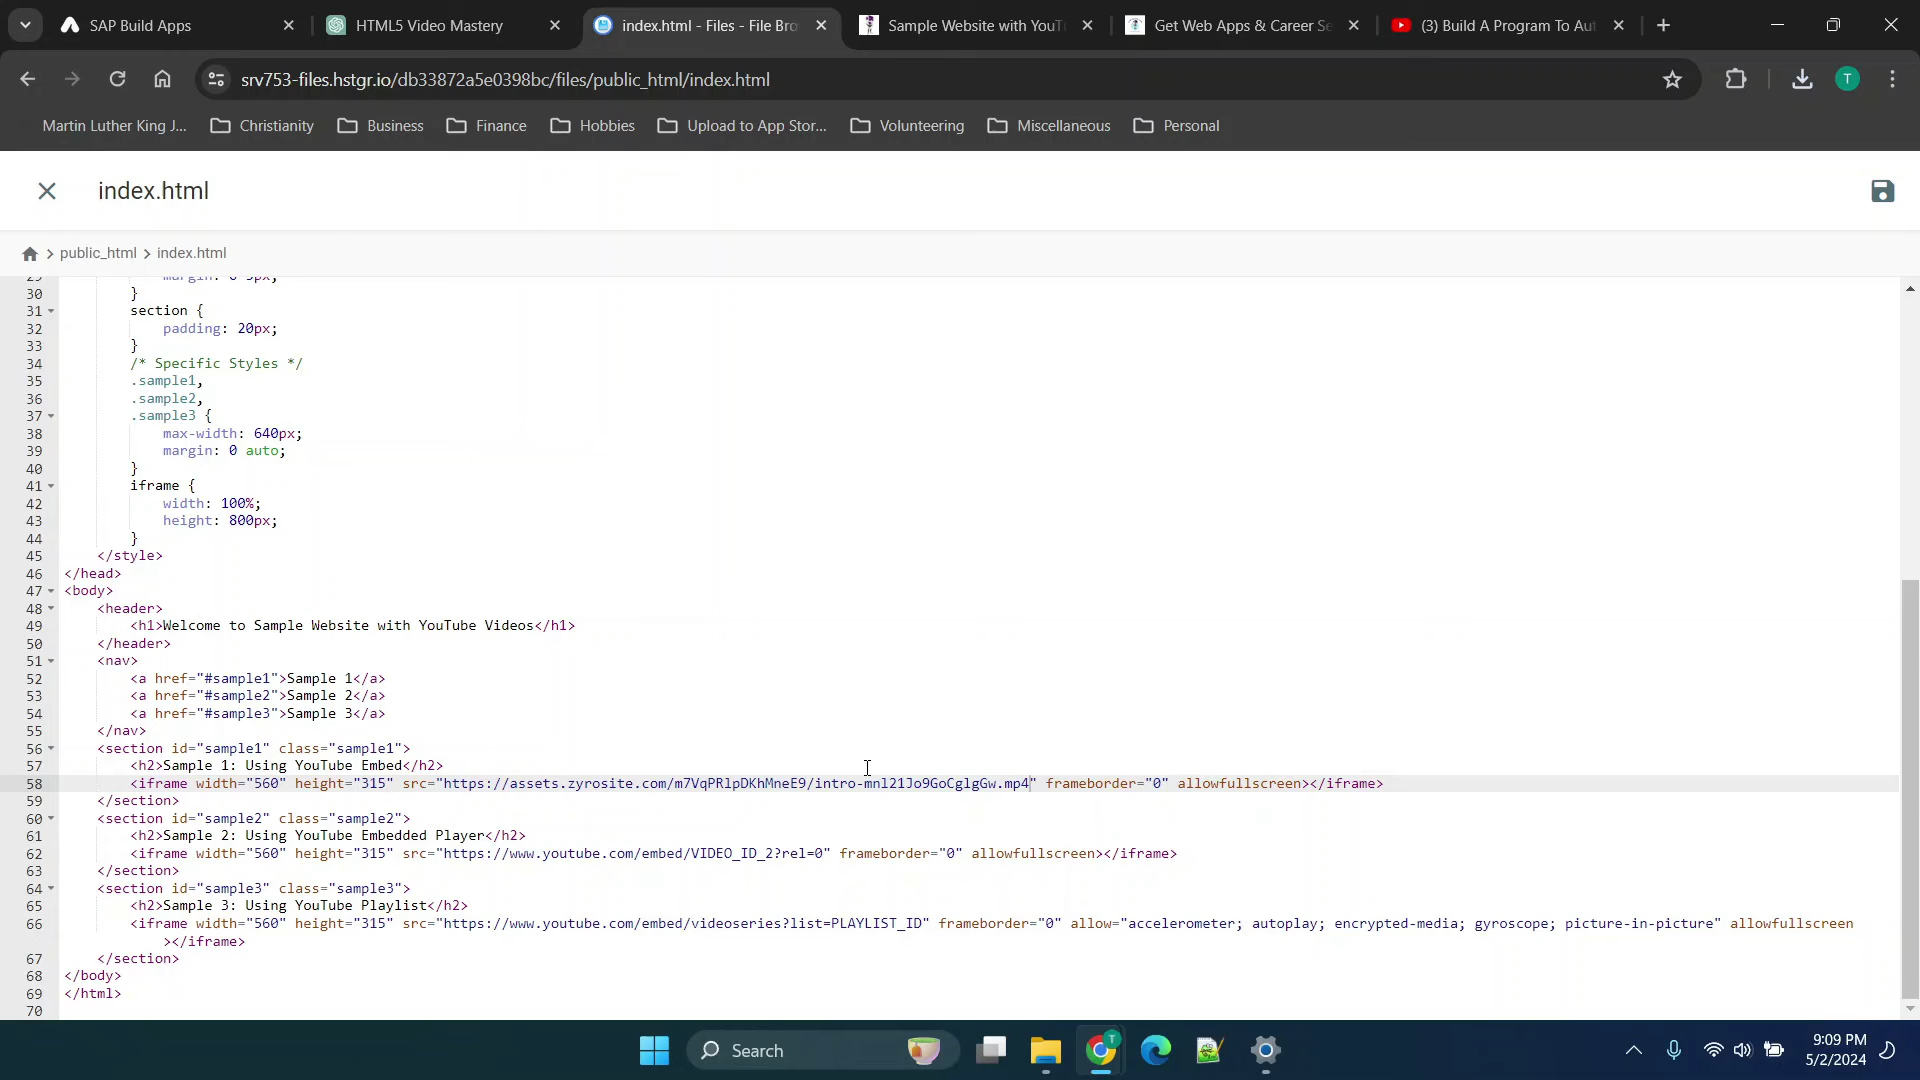 SAP Build Apps
HTML5 Video Mastery
index.html - Files - File Bro
Sample Website with YouT
Get Web Apps & Career Se
(3) Build A Program To Aut
srv753-files.hstgr.io/db33872a5e0398bc/files/public_html/index.html
T
Martin Luther King J...
Christianity
Business
Finance
Hobbies
Upload to App Stor...
Volunteering
Miscellaneous
Personal
index.html
public_html
index.html
30 }
31 section {
32 padding: 20px;
33 }
34 /* Specific Styles */
35 .sample1,
36 .sample2,
37 .sample3 {
38 max-width: 640px;
39 margin: 0 auto;
40 }
41 iframe {
42 width: 100%;
43 height: 800px;
44 }
45 </style>
46 </head>
47 <body>
48 <header>
49 <h1>Welcome to Sample Website with YouTube Videos</h1>
50 </header>
51 <nav>
52 <a href="#sample1">Sample 1</a>
53 <a href="#sample2">Sample 2</a>
54 <a href="#sample3">Sample 3</a>
55 </nav>
56 <section id="sample1" class="sample1">
57 <h2>Sample 1: Using YouTube Embed</h2>
58 <iframe width="560" height="315" src="https://assets.zyrosite.com/m7VqPRlpDKhMneE9/intro-mnl21Jo9GoCglgGw.mp4" frameborder="0" allowfullscreen></iframe>
59 </section>
60 <section id="sample2" class="sample2">
61 <h2>Sample 2: Using YouTube Embedded Player</h2>
62 <iframe width="560" height="315" src="https://www.youtube.com/embed/VIDEO_ID_2?rel=0" frameborder="0" allowfullscreen></iframe>
63 </section>
64 <section id="sample3" class="sample3">
65 <h2>Sample 3: Using YouTube Playlist</h2>
66 <iframe width="560" height="315" src="https://www.youtube.com/embed/videoseries?list=PLAYLIST_ID" frameborder="0" allow="accelerometer; autoplay; encrypted-media; gyroscope; picture-in-picture" allowfullscreen
></iframe>
67 </section>
68 </body>
69 </html>
70
Search
T
9:09 PM
5/2/2024